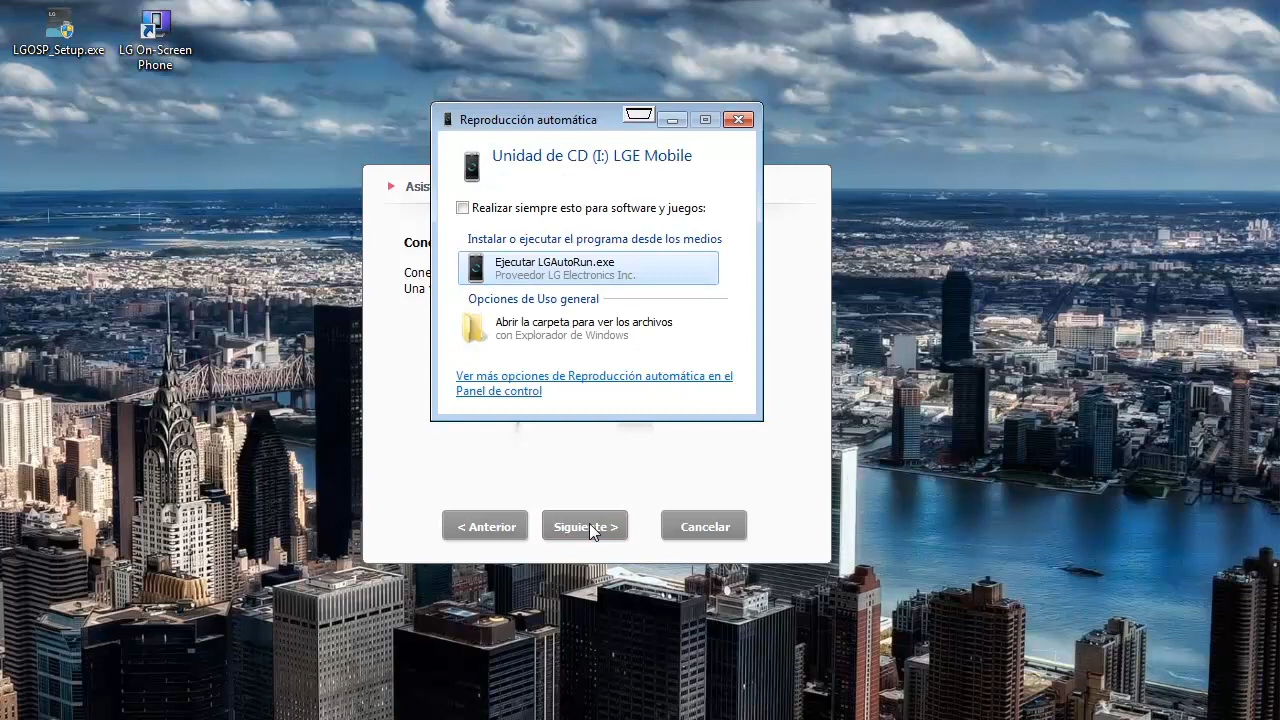 LGOSP_Setup.exe
LG On-Screen
Phone
Reproducción automática
Unidad de CD (I:) LGE Mobile
Realizar siempre esto para software y juegos:
Instalar o ejecutar el programa desde los medios
Ejecutar LGAutoRun.exe
Proveedor LG Electronics Inc.
Opciones de Uso general
Abrir la carpeta para ver los archivos
con Explorador de Windows
Ver más opciones de Reproducción automática en el
Panel de control
Asis
Cone
Cone
Una
< Anterior
Siguiente >
Cancelar